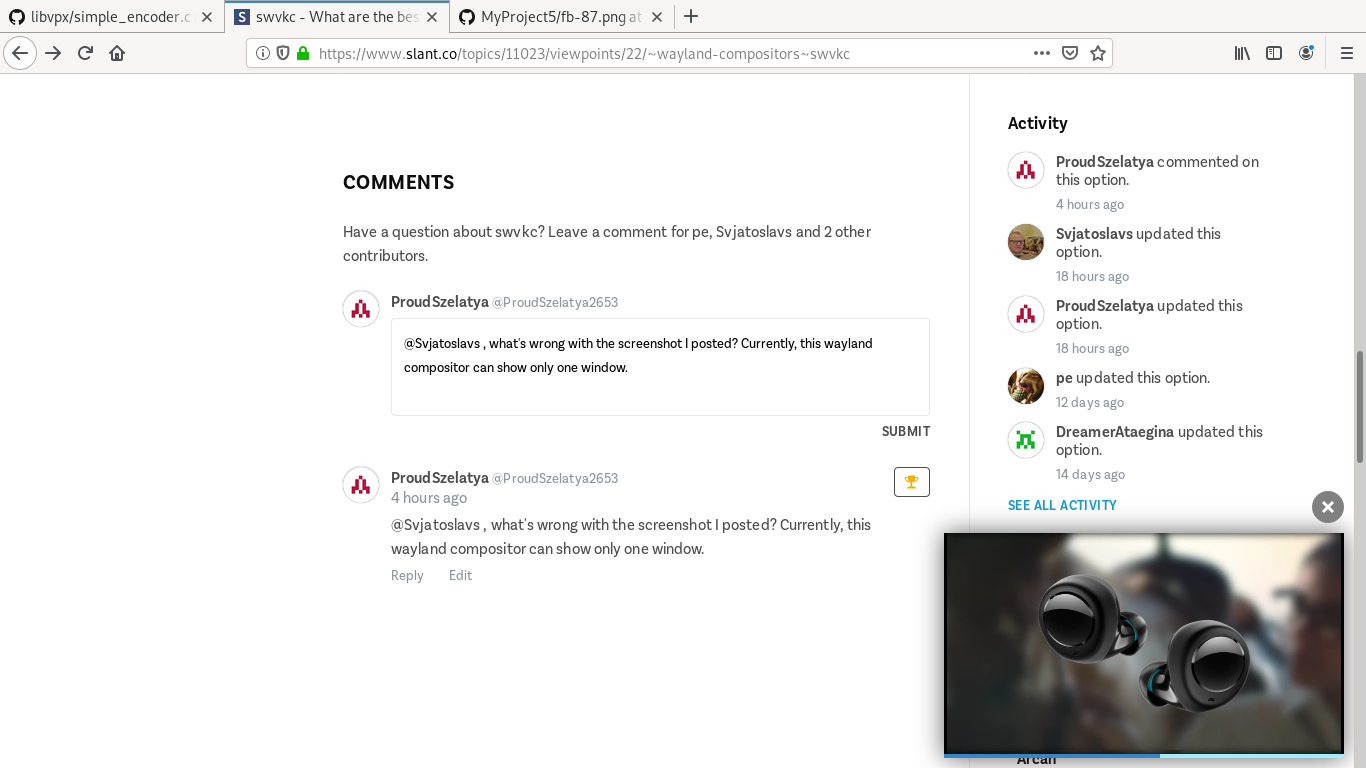 libvpx/simple_encoder.c
swvkc - What are the bes
MyProject5/fb-87.png at
https://www.slant.co/topics/11023/viewpoints/22/~wayland-compositors~swvkc
COMMENTS
Have a question about swvkc? Leave a comment for pe, Svjatoslavs and 2 other
contributors.
ProudSzelatya @ProudSzelatya2653
@Svjatoslavs , what's wrong with the screenshot I posted? Currently, this wayland
compositor can show only one window.
SUBMIT
ProudSzelatya @ProudSzelatya2653
4 hours ago
@Svjatoslavs , what's wrong with the screenshot I posted? Currently, this
wayland compositor can show only one window.
Reply Edit
Activity
ProudSzelatya commented on
this option.
4 hours ago
Svjatoslavs updated this
option.
18 hours ago
ProudSzelatya updated this
option.
18 hours ago
pe updated this option.
12 days ago
DreamerAtaegina updated this
option.
14 days ago
SEE ALL ACTIVITY
Arcan